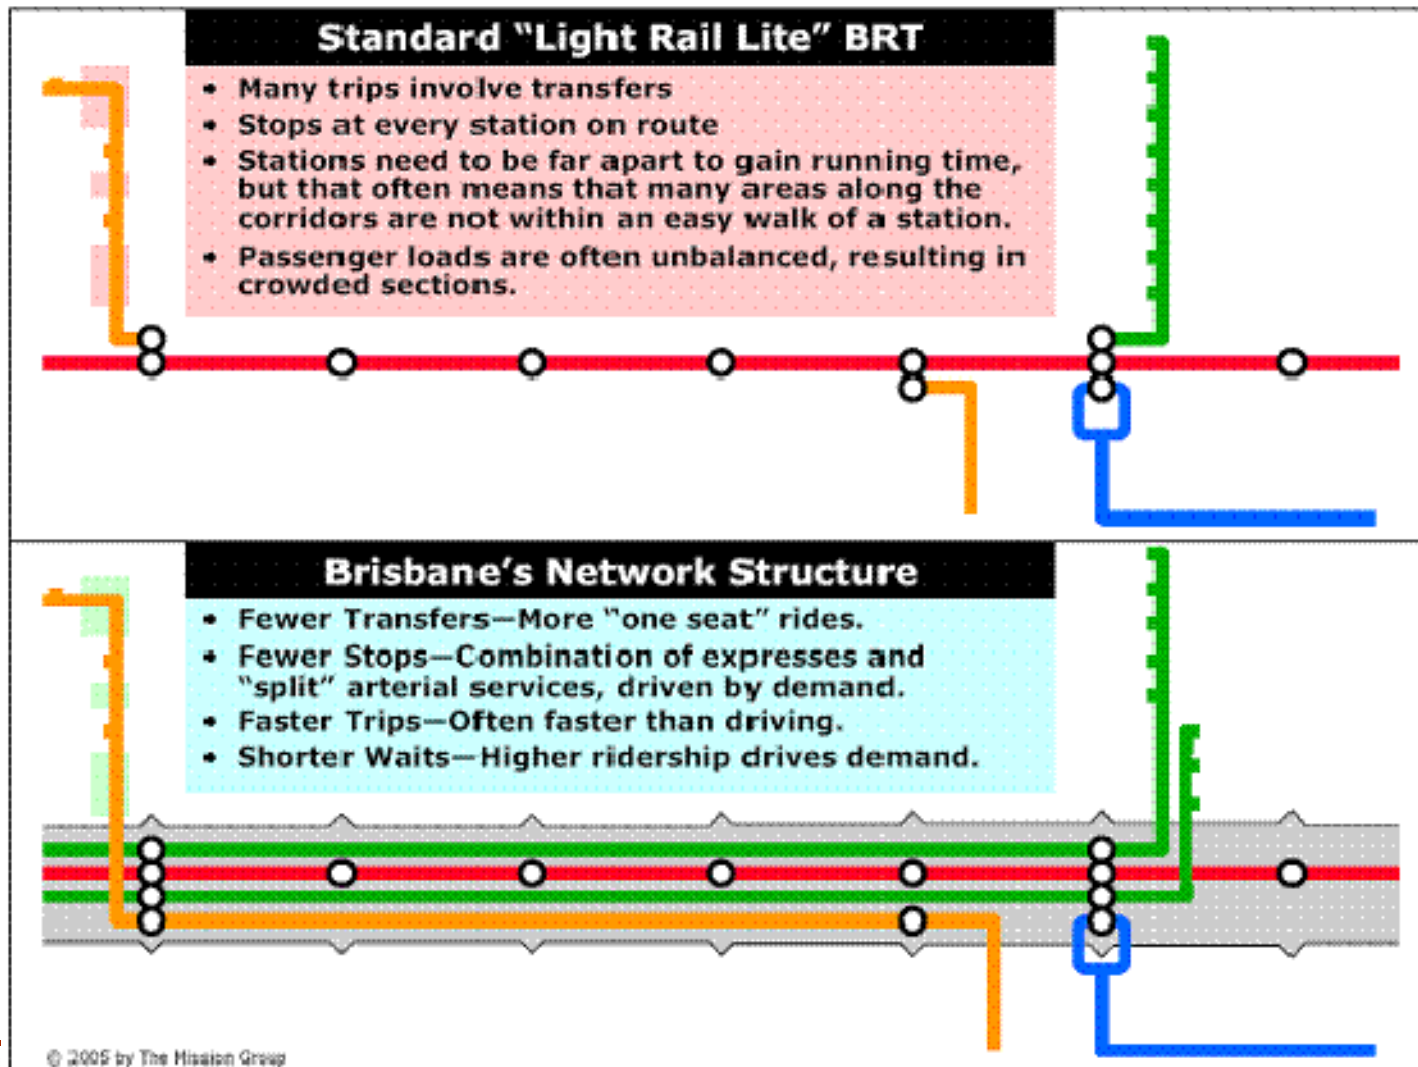 Standard “Light Rail Lite” BRT
• Many trips involve transfers
• Stops at every station on route
• Stations need to be far apart to gain running time,
but that often means that many areas along the
corridors are not within an easy walk of a station.
• Passenger loads are often unbalanced, resulting in
crowded sections.
Brisbane’s Network Structure
• Fewer Transfers—More “one seat” rides.
• Fewer Stops—Combination of expresses and
“split” arterial services, driven by demand.
• Faster Trips—Often faster than driving.
• Shorter Waits—Higher ridership drives demand.
© 2005 by The Mission Group